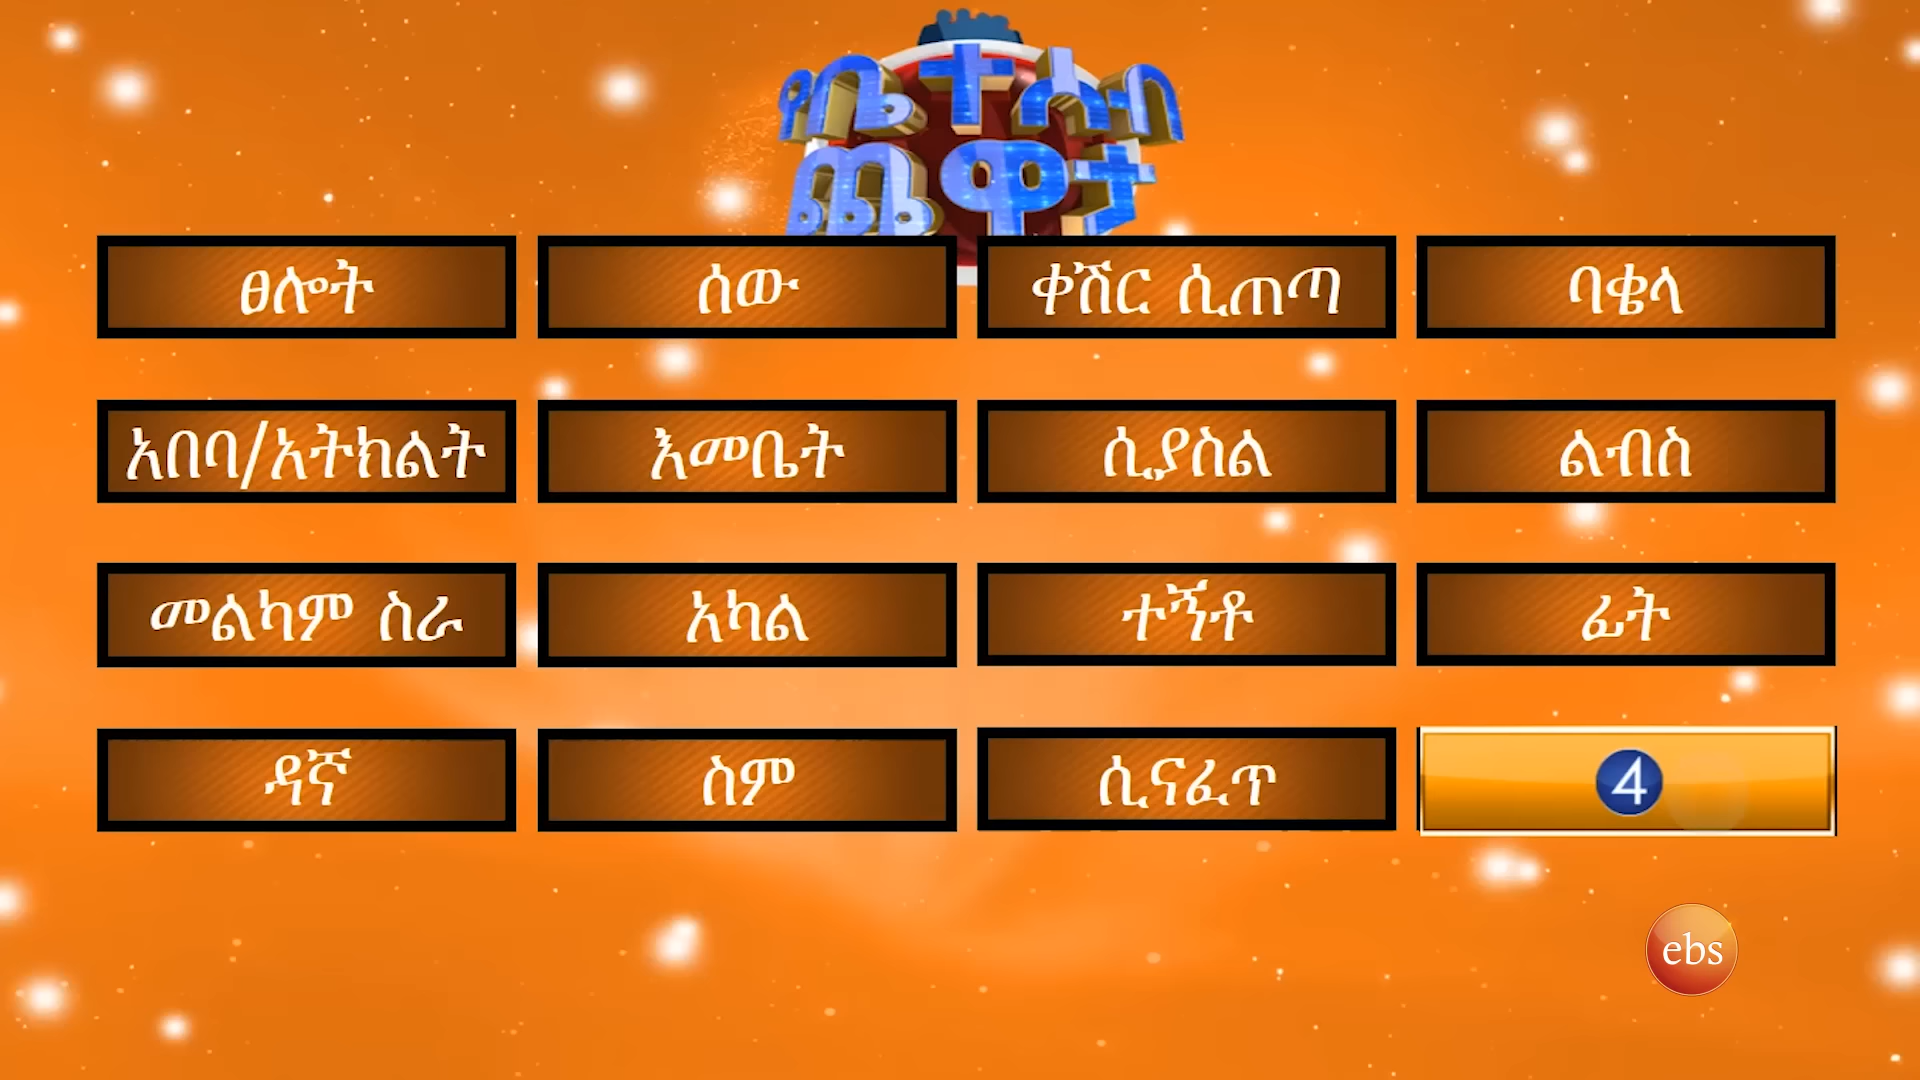 የቤተሰብ
ጨዋታ
ፀሎት
ሰው
ቀሽር ሲጠጣ
ባቄላ
አበባ/አትክልት
እመቤት
ሲያስል
ልብስ
መልካም ስራ
አካል
ተኝቶ
ፊት
ዳኛ
ስም
ሲናፈጥ
4
ebs